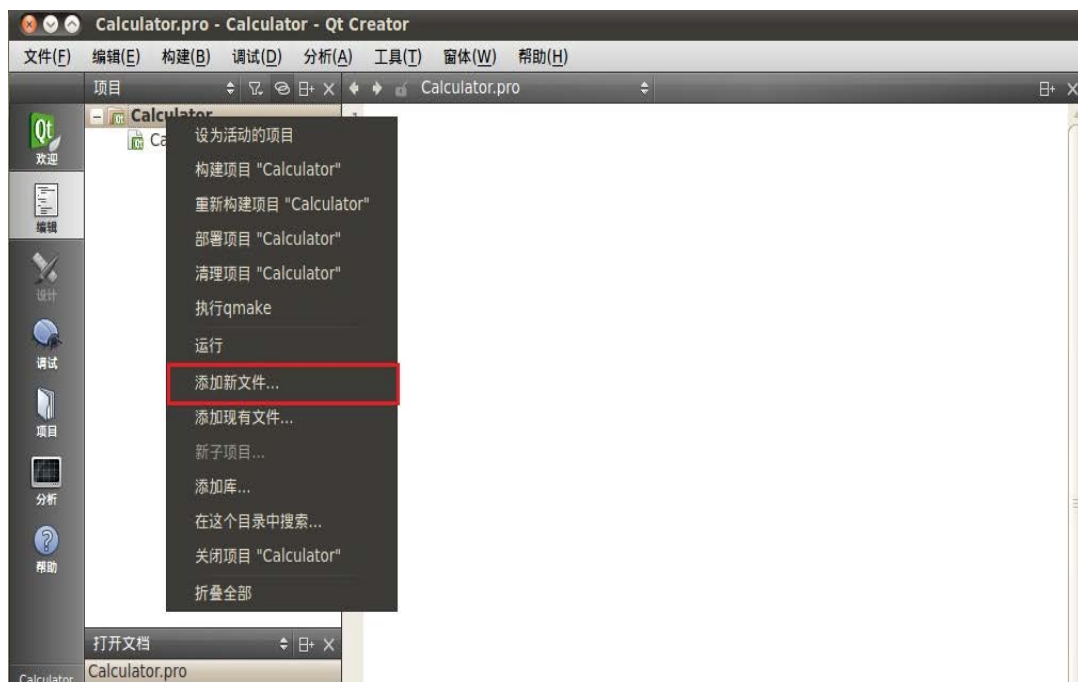 Calculator.pro - Calculator - Qt Creator
文件(F) 编辑(E) 构建(B) 调试(D) 分析(A) 工具(T) 窗体(W) 帮助(H)
项目
Calculator.pro
Qt
欢迎
编辑
设计
调试
项目
分析
帮助
Calculator
Calculator
Ca
设为活动的项目
构建项目 "Calculator"
重新构建项目 "Calculator"
部署项目 "Calculator"
清理项目 "Calculator"
执行qmake
运行
添加新文件...
添加现有文件...
新子项目...
添加库...
在这个目录中搜索...
关闭项目 "Calculator"
折叠全部
打开文档
Calculator.pro